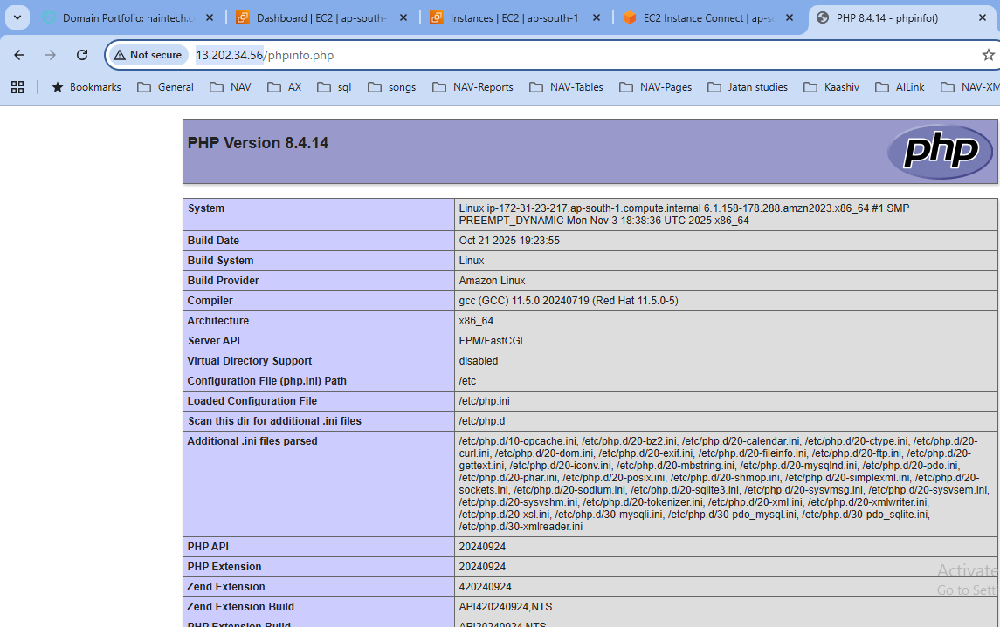 Domain Portfolio: naintech.c
Dashboard | EC2 | ap-south-
Instances | EC2 | ap-south-1
EC2 Instance Connect | ap-s
PHP 8.4.14 - phpinfo()
Not secure
13.202.34.56/phpinfo.php
Bookmarks
General
NAV
AX
sql
songs
NAV-Reports
NAV-Tables
NAV-Pages
Jatan studies
Kaashiv
AILink
NAV-XM
PHP Version 8.4.14
php
System
Linux ip-172-31-23-217.ap-south-1.compute.internal 6.1.158-178.288.amzn2023.x86_64 #1 SMP
PREEMPT_DYNAMIC Mon Nov 3 18:38:36 UTC 2025 x86_64
Build Date Oct 21 2025 19:23:55
Build System Linux
Build Provider Amazon Linux
Compiler gcc (GCC) 11.5.0 20240719 (Red Hat 11.5.0-5)
Architecture x86_64
Server API FPM/FastCGI
Virtual Directory Support disabled
Configuration File (php.ini) Path /etc
Loaded Configuration File /etc/php.ini
Scan this dir for additional .ini files /etc/php.d
Additional .ini files parsed /etc/php.d/10-opcache.ini, /etc/php.d/20-bz2.ini, /etc/php.d/20-calendar.ini, /etc/php.d/20-ctype.ini, /etc/php.d/20-
curl.ini, /etc/php.d/20-dom.ini, /etc/php.d/20-exif.ini, /etc/php.d/20-fileinfo.ini, /etc/php.d/20-ftp.ini, /etc/php.d/20-
gettext.ini, /etc/php.d/20-iconv.ini, /etc/php.d/20-mbstring.ini, /etc/php.d/20-mysqlnd.ini, /etc/php.d/20-pdo.ini,
/etc/php.d/20-phar.ini, /etc/php.d/20-posix.ini, /etc/php.d/20-shmop.ini, /etc/php.d/20-simplexml.ini, /etc/php.d/20-
sockets.ini, /etc/php.d/20-sodium.ini, /etc/php.d/20-sqlite3.ini, /etc/php.d/20-sysvmsg.ini, /etc/php.d/20-sysvsem.ini,
/etc/php.d/20-sysvshm.ini, /etc/php.d/20-tokenizer.ini, /etc/php.d/20-xml.ini, /etc/php.d/20-xmlwriter.ini,
/etc/php.d/20-xsl.ini, /etc/php.d/30-mysqli.ini, /etc/php.d/30-pdo_mysql.ini, /etc/php.d/30-pdo_sqlite.ini,
/etc/php.d/30-xmlreader.ini
PHP API 20240924
PHP Extension 20240924
Zend Extension 420240924
Zend Extension Build API420240924,NTS
PHP Extension Build API20240924,NTS
Activate
Go to Sett